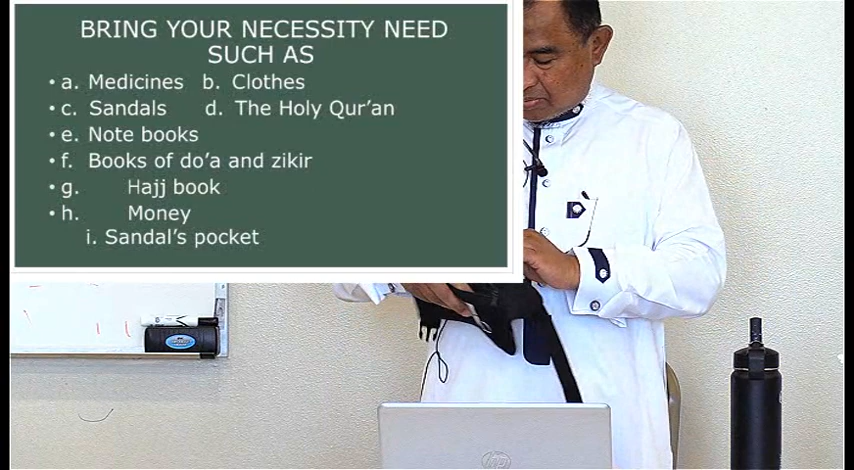 BRING YOUR NECESSITY NEED
SUCH AS
• a. Medicines b. Clothes
• c. Sandals d. The Holy Qur’an
• e. Note books
• f. Books of do’a and zikir
• g. Hajj book
• h. Money
i. Sandal’s pocket
hp